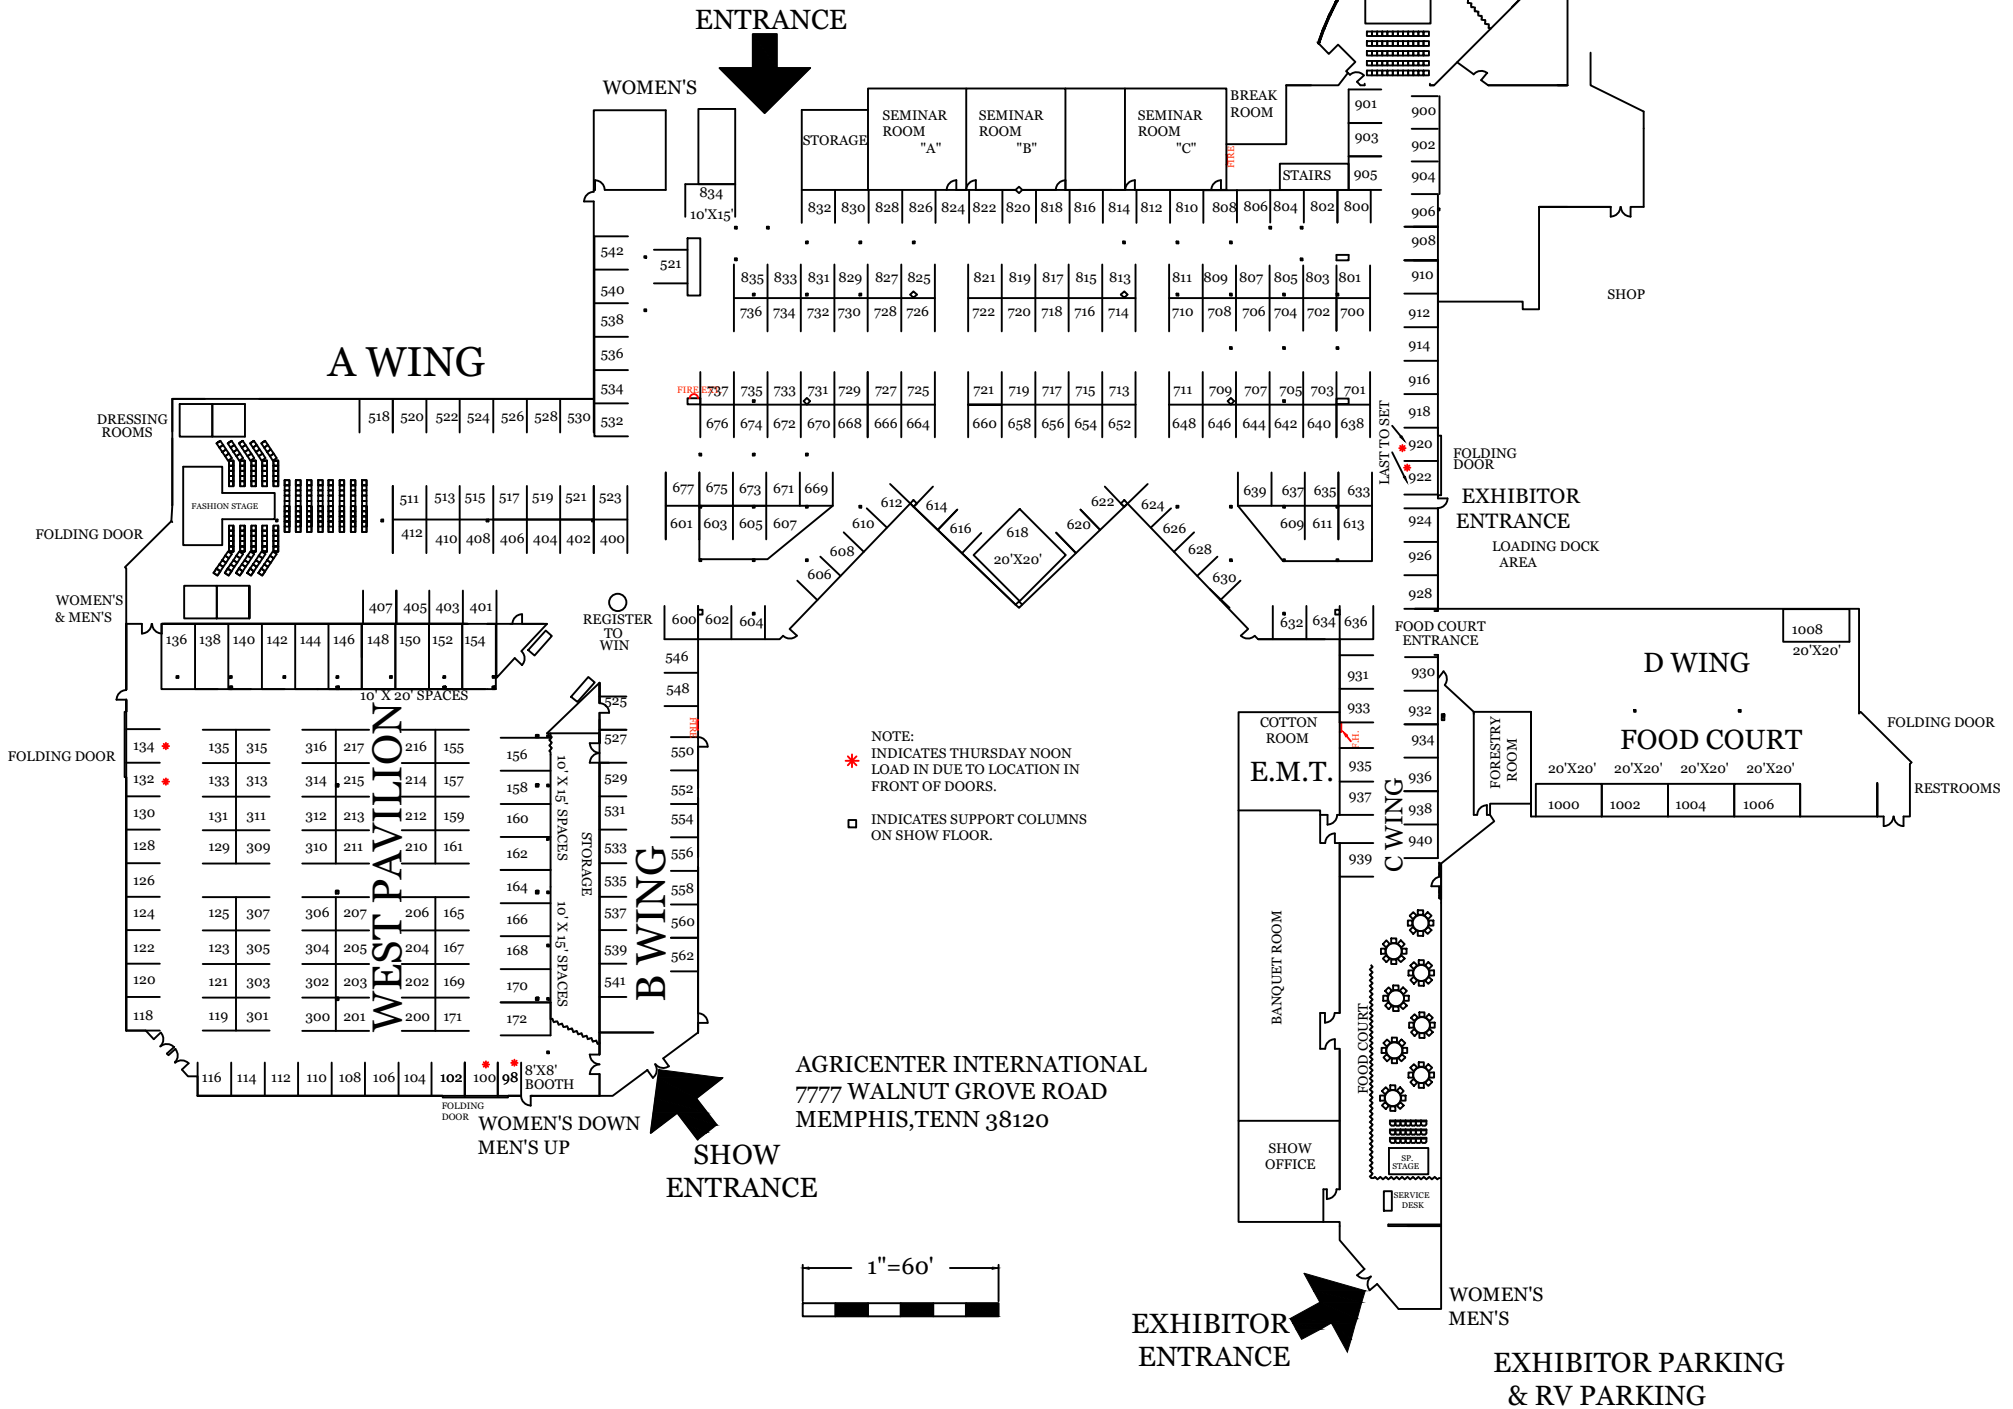 ENTRANCE
WOMEN'S
834
10'X15'
STORAGE
SEMINAR
ROOM
"A"
SEMINAR
ROOM
"B"
SEMINAR
ROOM
"C"
BREAK
ROOM
FIRE
STAIRS
901
903
905
900
902
904
906
908
910
912
914
916
918
920
922
924
926
928
SHOP
832 830 828 826 824 822 820 818 816 814 812 810 808 806 804 802 800
542
540
538
536
534
532
521
835 833 831 829 827 825
736 734 732 730 728 726
821 819 817 815 813
722 720 718 716 714
811 809 807 805 803 801
710 708 706 704 702 700
A WING
FIRE EXT.
737 735 733 731 729 727 725
676 674 672 670 668 666 664
721 719 717 715 713
660 658 656 654 652
711 709 707 705 703 701
648 646 644 642 640 638
LAST TO SET
FOLDING
DOOR
EXHIBITOR
ENTRANCE
LOADING DOCK
AREA
DRESSING
ROOMS
518 520 522 524 526 528 530
FASHION STAGE
511 513 515 517 519 521 523
412 410 408 406 404 402 400
677 675 673 671 669
601 603 605 607
606 608 610 612 614 616
618
20'X20'
620 622 624 626 628 630
639 637 635 633
609 611 613
FOLDING DOOR
WOMEN'S
& MEN'S
407 405 403 401
136 138 140 142 144 146 148 150 152 154
10' X 20' SPACES
REGISTER
TO
WIN
600 602 604
632 634 636
FOOD COURT
ENTRANCE
1008
20'X20'
D WING
FOOD COURT
FOLDING DOOR
RESTROOMS
20'X20' 20'X20' 20'X20' 20'X20'
1000 1002 1004 1006
FORESTRY
ROOM
546
548
550
552
554
556
558
560
562
FIRE
525
527
529
531
533
535
537
539
541
B WING
FOLDING DOOR
134
132
130
128
126
124
122
120
118
135 315 316 217 216 155
133 313 314 215 214 157
131 311 312 213 212 159
129 309 310 211 210 161
125 307 306 207 206 165
123 305 304 205 204 167
121 303 302 203 202 169
119 301 300 201 200 171
WEST PAVILION
156
158
160
162
164
166
168
170
172
10' X 15' SPACES
10' X 15' SPACES
STORAGE
116 114 112 110 108 106 104 102 100 98
8'X8'
BOOTH
FOLDING
DOOR
WOMEN'S DOWN
MEN'S UP
SHOW
ENTRANCE
NOTE:
INDICATES THURSDAY NOON
LOAD IN DUE TO LOCATION IN
FRONT OF DOORS.
INDICATES SUPPORT COLUMNS
ON SHOW FLOOR.
AGRICENTER INTERNATIONAL
7777 WALNUT GROVE ROAD
MEMPHIS,TENN 38120
1"=60'
COTTON
ROOM
E.M.T.
F.H.
931
933
935
937
939
930
932
934
936
938
940
C WING
BANQUET ROOM
FOOD COURT
SHOW
OFFICE
SP.
STAGE
SERVICE
DESK
EXHIBITOR
ENTRANCE
WOMEN'S
MEN'S
EXHIBITOR PARKING
& RV PARKING